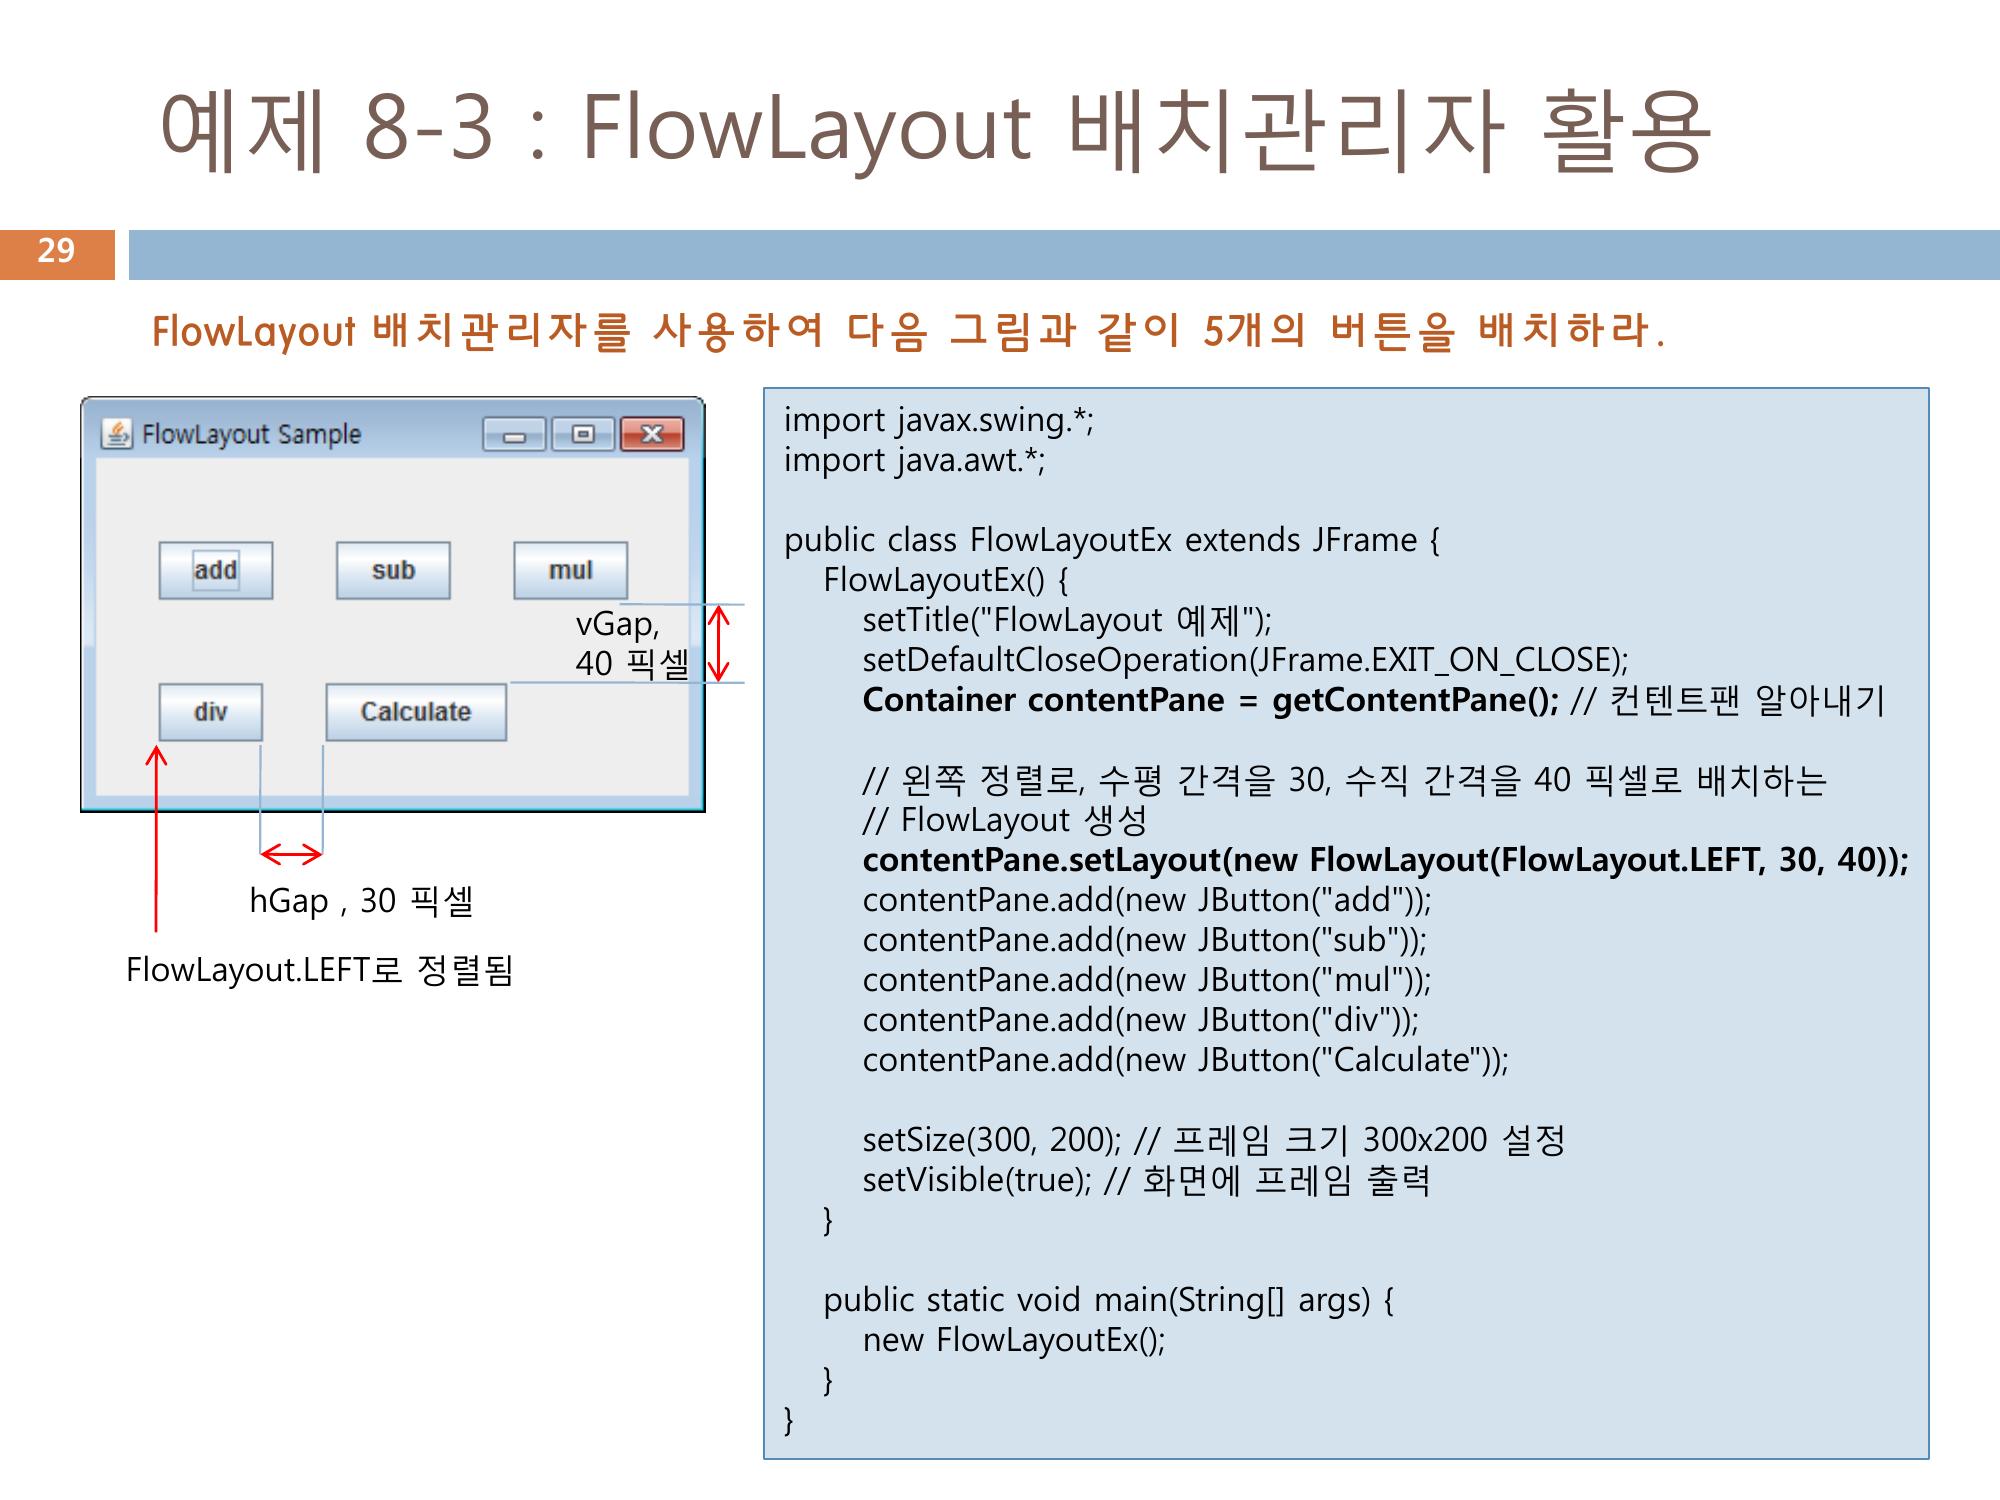 예제 8-3 : FlowLayout 배치관리자 활용
29
FlowLayout 배치관리자를 사용하여 다음 그림과 같이 5개의 버튼을 배치하라.
FlowLayout Sample
add
sub
mul
vGap,
40 픽셀
div
Calculate
hGap , 30 픽셀
FlowLayout.LEFT로 정렬됨
import javax.swing.*;
import java.awt.*;
public class FlowLayoutEx extends JFrame {
FlowLayoutEx() {
setTitle("FlowLayout 예제");
setDefaultCloseOperation(JFrame.EXIT_ON_CLOSE);
Container contentPane = getContentPane(); // 컨텐트팬 알아내기
// 왼쪽 정렬로, 수평 간격을 30, 수직 간격을 40 픽셀로 배치하는
// FlowLayout 생성
contentPane.setLayout(new FlowLayout(FlowLayout.LEFT, 30, 40));
contentPane.add(new JButton("add"));
contentPane.add(new JButton("sub"));
contentPane.add(new JButton("mul"));
contentPane.add(new JButton("div"));
contentPane.add(new JButton("Calculate"));
setSize(300, 200); // 프레임 크기 300x200 설정
setVisible(true); // 화면에 프레임 출력
}
public static void main(String[] args) {
new FlowLayoutEx();
}
}